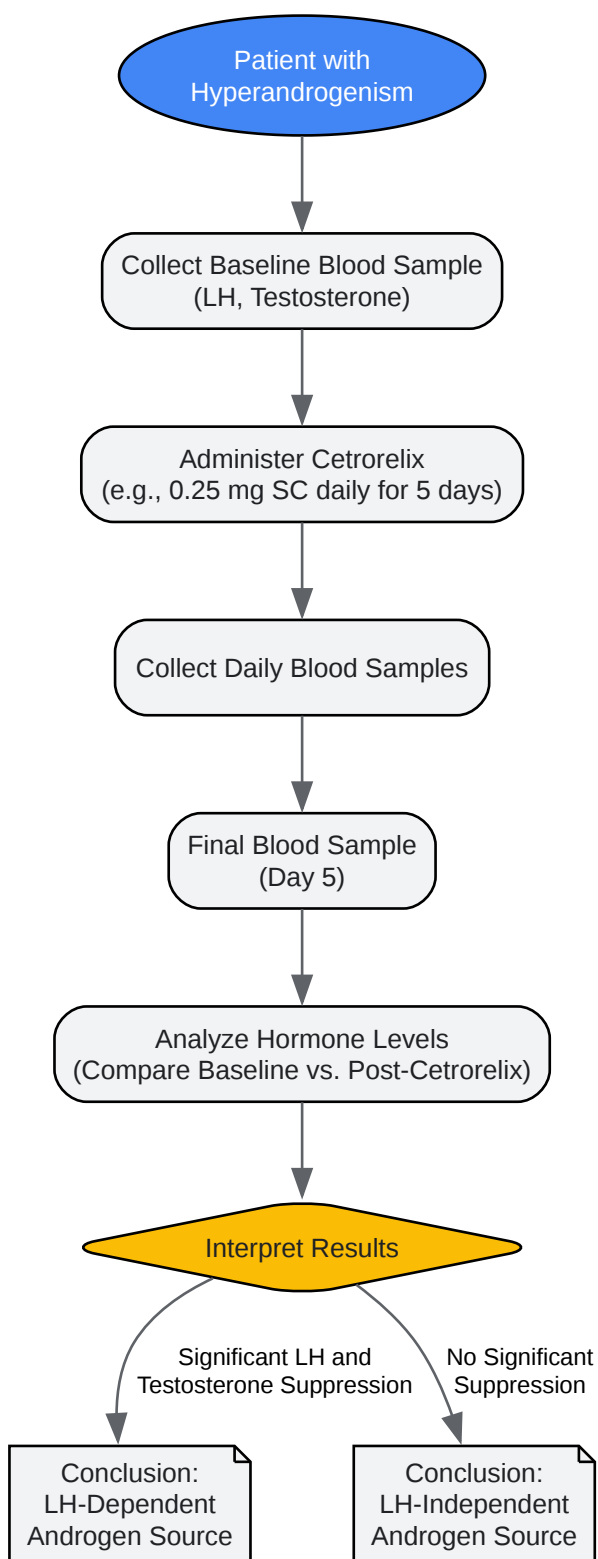 Patient with
Hyperandrogenism
Collect Baseline Blood Sample
(LH, Testosterone)
Administer Cetrorelix
(e.g., 0.25 mg SC daily for 5 days)
Collect Daily Blood Samples
Final Blood Sample
(Day 5)
Analyze Hormone Levels
(Compare Baseline vs. Post-Cetrorelix)
Interpret Results
Significant LH and
Testosterone Suppression
No Significant
Suppression
Conclusion:
LH-Dependent
Androgen Source
Conclusion:
LH-Independent
Androgen Source